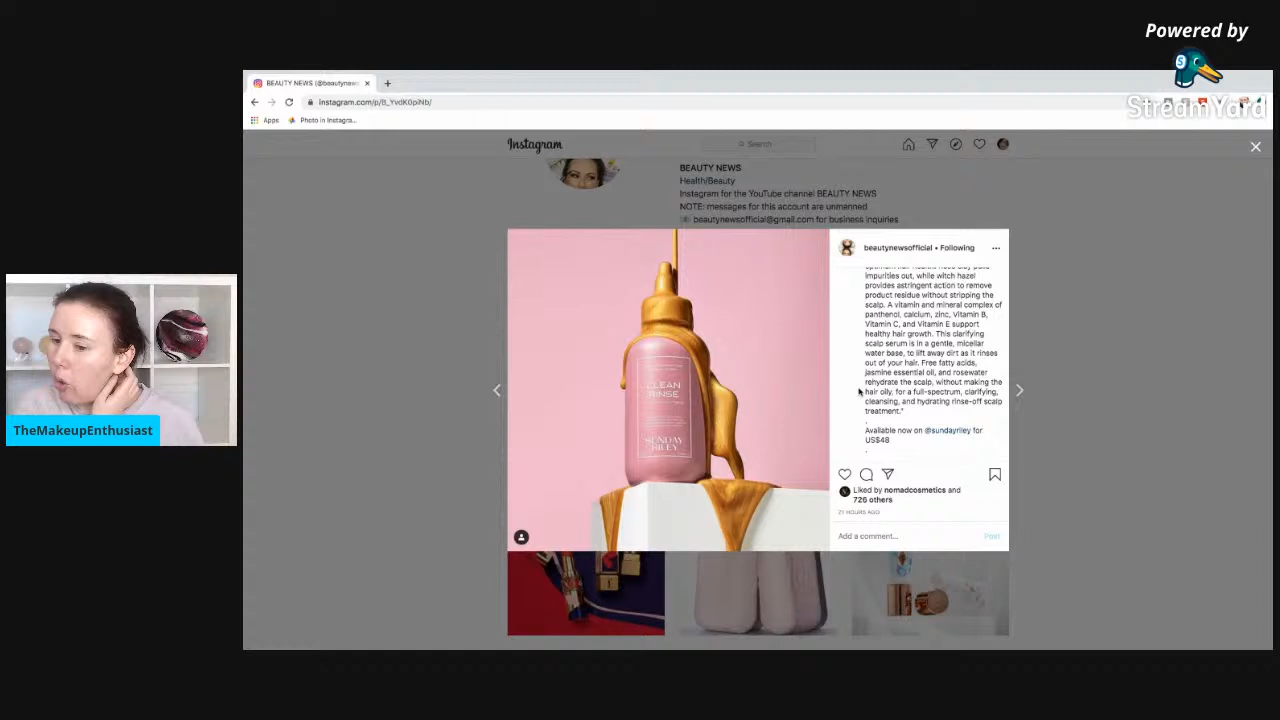 Powered by
StreamYard
BEAUTY NEWS (@beautynews
instagram.com/p/B_YvdK0piNb/
Apps
Photo in Instagra...
Instagram
Search
BEAUTY NEWS
Health/Beauty
Instagram for the YouTube channel BEAUTY NEWS
NOTE: messages for this account are unmanned
beautynewsofficial@gmail.com for business inquiries
beautynewsofficial • Following
impurities out, while witch hazel
provides astringent action to remove
product residue without stripping the
scalp. A vitamin and mineral complex of
panthenol, calcium, zinc, Vitamin B,
Vitamin C, and Vitamin E support
healthy hair growth. This clarifying
scalp serum is in a gentle, micellar
water base, to lift away dirt as it rinses
out of your hair. Free fatty acids,
jasmine essential oil, and rosewater
rehydrate the scalp, without making the
hair oily, for a full-spectrum, clarifying,
cleansing, and hydrating rinse-off scalp
treatment."
.
Available now on @sundayriley for
US$48
.
Liked by nomadcosmetics and
726 others
21 HOURS AGO
Add a comment...
Post
CLEAN
RINSE
SUNDAY
RILEY
TheMakeupEnthusiast